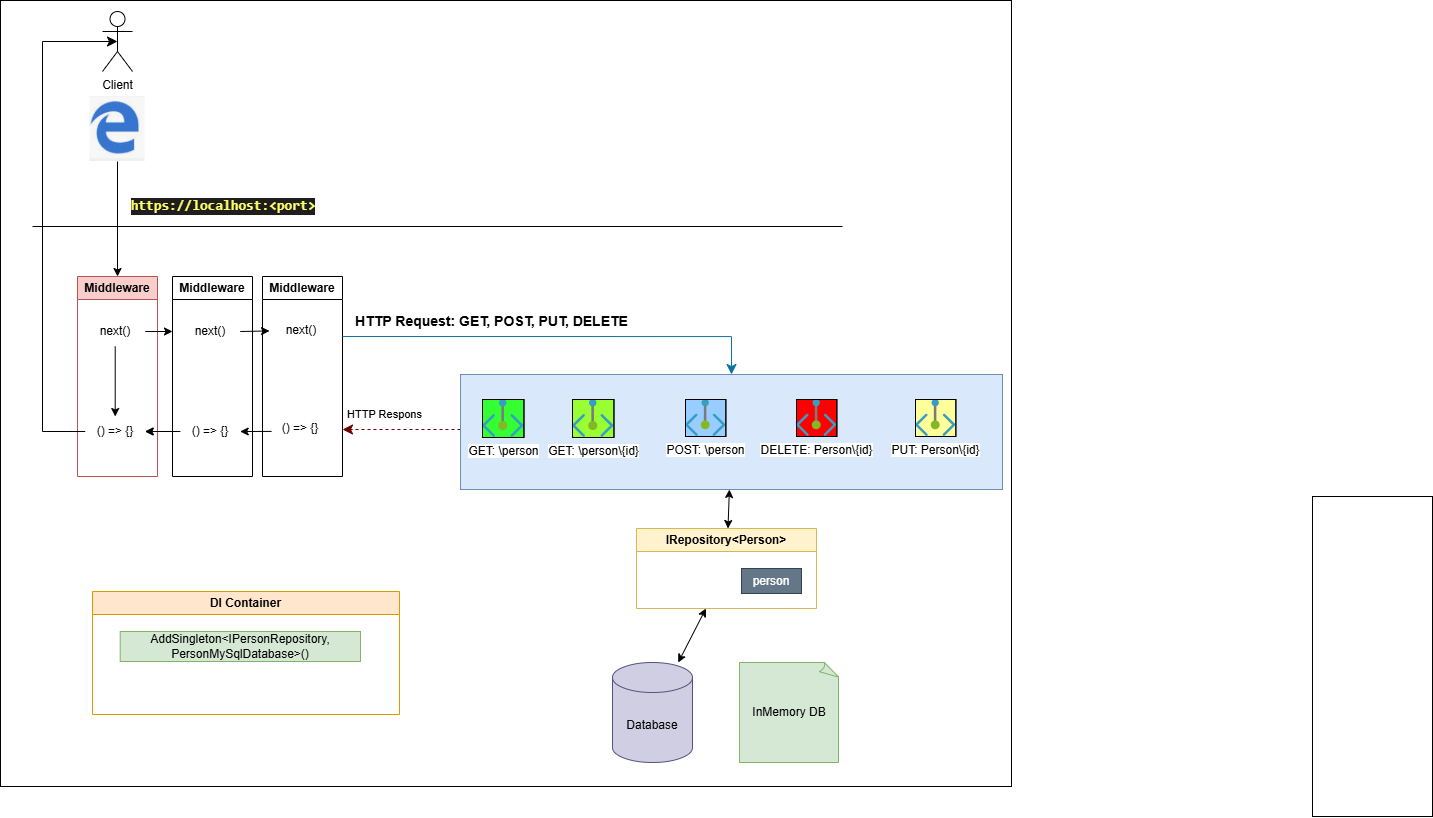 Client
https://localhost:<port>
Middleware
Middleware
Middleware
next()
next()
next()
HTTP Request: GET, POST, PUT, DELETE
() => {}
() => {}
() => {}
HTTP Respons
GET: \person
GET: \person\{id}
POST: \person
DELETE: Person\{id}
PUT: Person\{id}
IRepository<Person>
person
DI Container
AddSingleton<IPersonRepository,
PersonMySqlDatabase>()
Database
InMemory DB